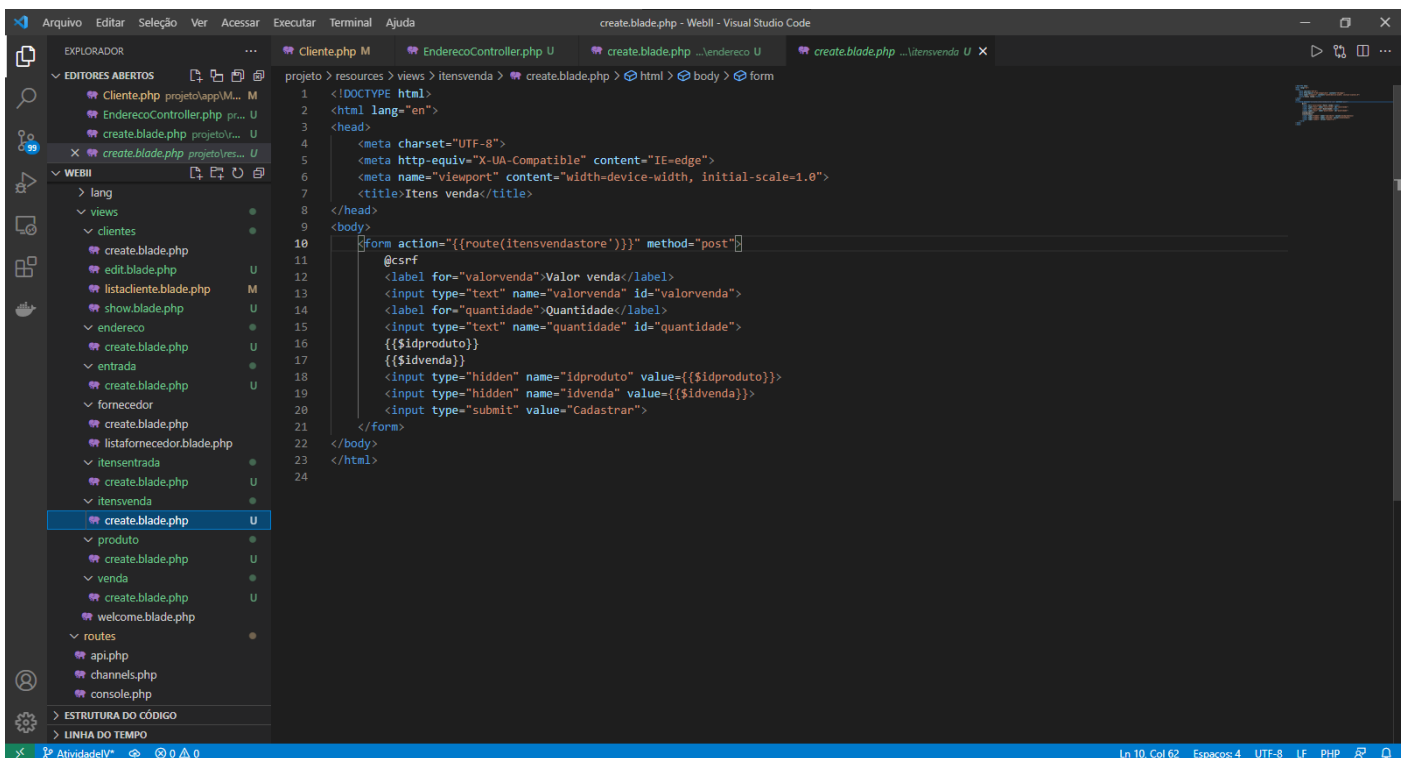 Arquivo Editar Seleção Ver Acessar Executar Terminal Ajuda create.blade.php - WebII - Visual Studio Code
EXPLORADOR
EDITORES ABERTOS
Cliente.php projeto\app\M... M
EnderecoController.php pr... U
create.blade.php projeto\r... U
create.blade.php projeto\res... U
WEBII
lang
views
clientes
create.blade.php
edit.blade.php U
listacliente.blade.php M
show.blade.php U
endereco
create.blade.php U
entrada
create.blade.php U
fornecedor
create.blade.php
listafornecedor.blade.php
itensentrada
create.blade.php U
itensvenda
create.blade.php U
produto
create.blade.php U
venda
create.blade.php U
welcome.blade.php
routes
api.php
channels.php
console.php
ESTRUTURA DO CÓDIGO
LINHA DO TEMPO
99
Cliente.php M EnderecoController.php U create.blade.php ...\endereco U create.blade.php ...\itensvenda U
projeto > resources > views > itensvenda > create.blade.php > html > body > form
1 <!DOCTYPE html>
2 <html lang="en">
3 <head>
4 <meta charset="UTF-8">
5 <meta http-equiv="X-UA-Compatible" content="IE=edge">
6 <meta name="viewport" content="width=device-width, initial-scale=1.0">
7 <title>Itens venda</title>
8 </head>
9 <body>
10 <form action="{{route(itensvendastore')}}" method="post">
11 @csrf
12 <label for="valorvenda">Valor venda</label>
13 <input type="text" name="valorvenda" id="valorvenda">
14 <label for="quantidade">Quantidade</label>
15 <input type="text" name="quantidade" id="quantidade">
16 {{$idproduto}}
17 {{$idvenda}}
18 <input type="hidden" name="idproduto" value={{$idproduto}}>
19 <input type="hidden" name="idvenda" value={{$idvenda}}>
20 <input type="submit" value="Cadastrar">
21 </form>
22 </body>
23 </html>
24
AtividadeIV* 0 0 Ln 10, Col 62 Espaços: 4 UTF-8 LF PHP